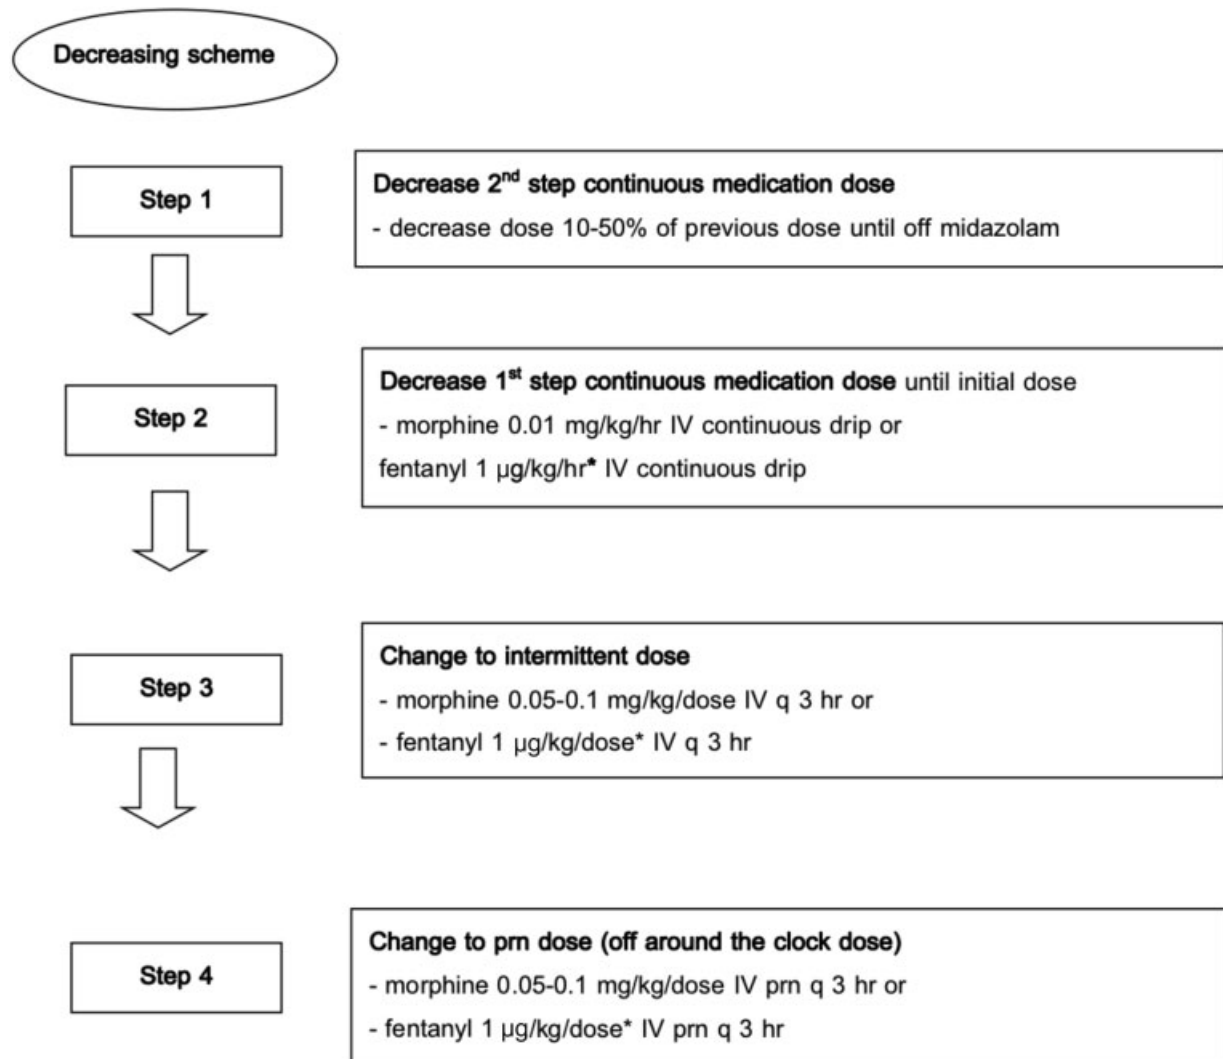 Decreasing scheme
Step 1
Decrease 2nd step continuous medication dose
- decrease dose 10-50% of previous dose until off midazolam
Step 2
Decrease 1st step continuous medication dose until initial dose
- morphine 0.01 mg/kg/hr IV continuous drip or
fentanyl 1 µg/kg/hr* IV continuous drip
Step 3
Change to intermittent dose
- morphine 0.05-0.1 mg/kg/dose IV q 3 hr or
- fentanyl 1 µg/kg/dose* IV q 3 hr
Step 4
Change to prn dose (off around the clock dose)
- morphine 0.05-0.1 mg/kg/dose IV prn q 3 hr or
- fentanyl 1 µg/kg/dose* IV prn q 3 hr